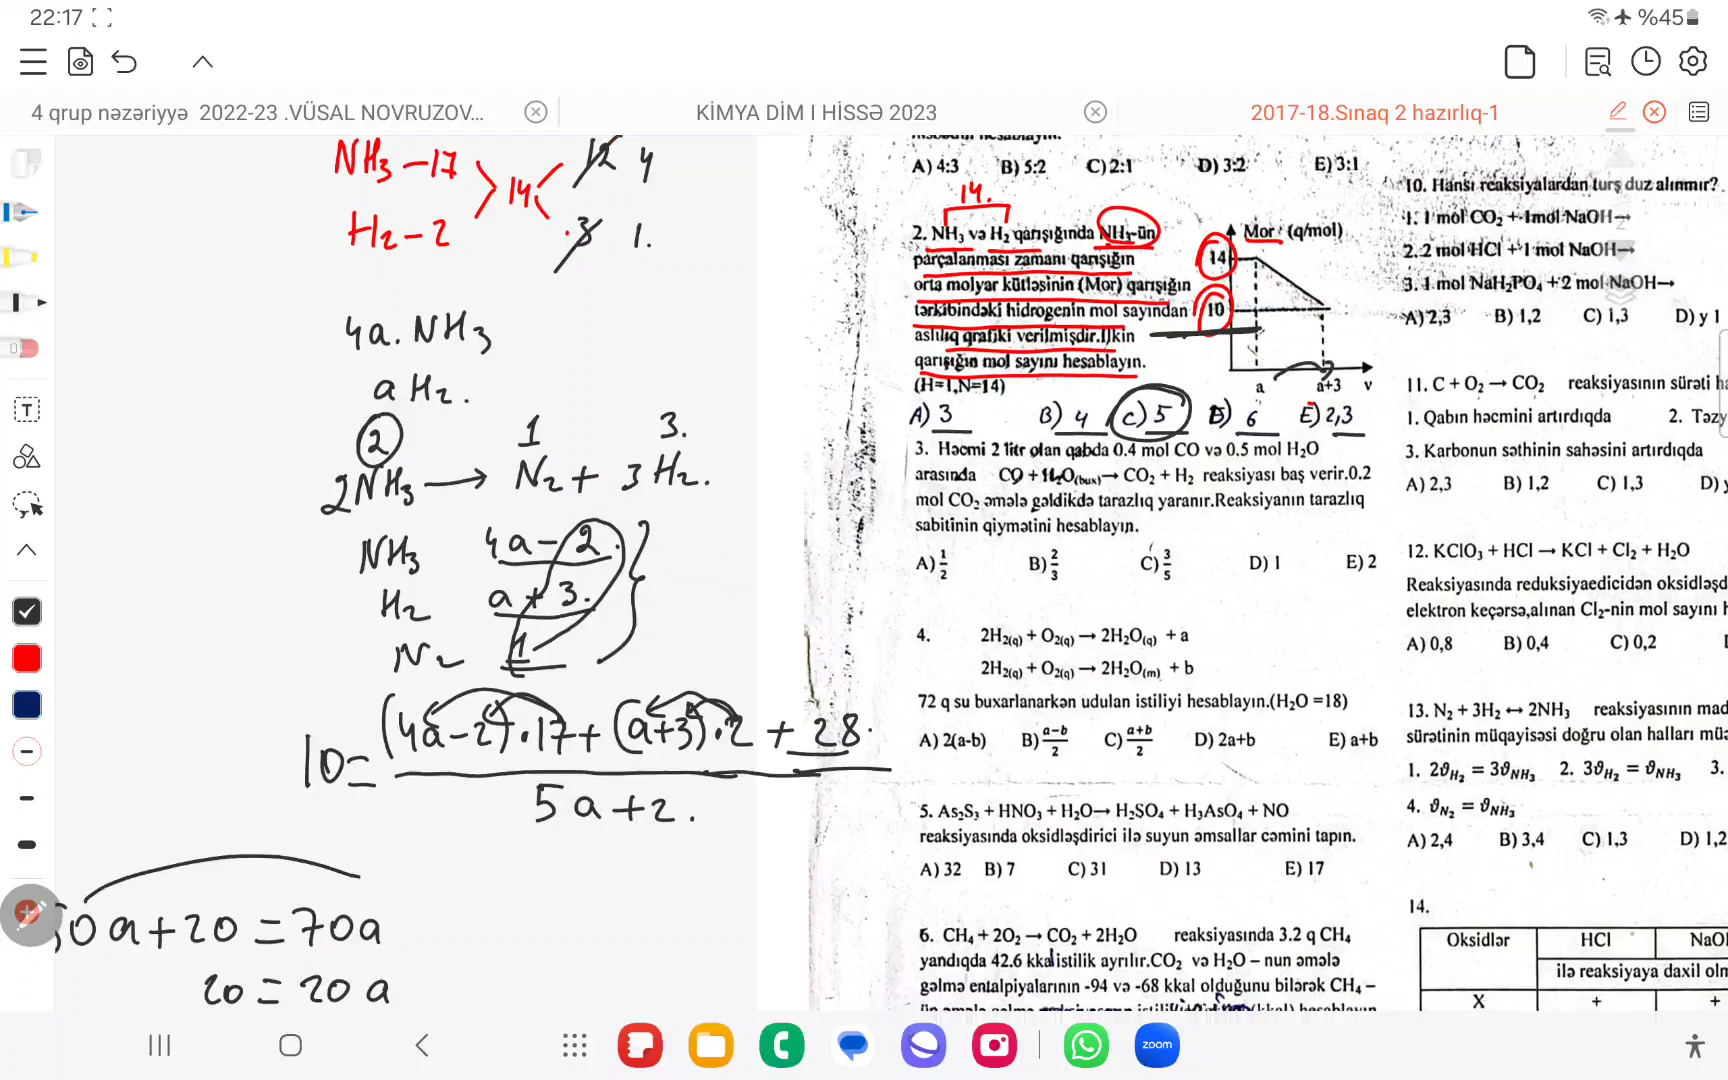 22:17
%45
4 qrup nəzəriyyə 2022-23 .VÜSAL NOVRUZOV...
KİMYA DİM I HİSSƏ 2023
2017-18.Sınaq 2 hazırlıq-1
NH₃ – 17
H₂ – 2
14
12 4
3 1.
4a. NH₃
a H₂.
2 1 3.
2NH₃ → N₂ + 3H₂.
NH₃ 4a – 2.
H₂ a + 3.
N₂ 1
10 = (4a–2)·17 + (a+3)·2 + 28.
5a + 2.
0a + 20 = 70a
20 = 20a
hesablayın.
A) 4:3 B) 5:2 C) 2:1 D) 3:2 E) 3:1
14.
2. NH₃ və H₂ qarışığında NH₃-ün
parçalanması zamanı qarışığın
orta molyar kütləsinin (Mor) qarışığın
tərkibindəki hidrogenin mol sayından
asılılıq qrafiki verilmişdir.İlkin
qarışığın mol sayını hesablayın.
(H=1,N=14)
Mor (q/mol)
14
10
a a+3 v
A) 3 B) 4 C) 5 D) 6 E) 2,3
3. Həcmi 2 litr olan qabda 0.4 mol CO və 0.5 mol H₂O
arasında CO + H₂O(bux)→ CO₂ + H₂ reaksiyası baş verir.0.2
mol CO₂ əmələ gəldikdə tarazlıq yaranır.Reaksiyanın tarazlıq
sabitinin qiymətini hesablayın.
A) 1/2 B) 2/3 C) 3/5 D) 1 E) 2
4. 2H₂(q) + O₂(q) → 2H₂O(q) + a
2H₂(q) + O₂(q) → 2H₂O(m) + b
72 q su buxarlanarkən udulan istiliyi hesablayın.(H₂O =18)
A) 2(a-b) B) a−b/2 C) a+b/2 D) 2a+b E) a+b
5. As₂S₃ + HNO₃ + H₂O→ H₂SO₄ + H₃AsO₄ + NO
reaksiyasında oksidləşdirici ilə suyun əmsallar cəmini tapın.
A) 32 B) 7 C) 31 D) 13 E) 17
6. CH₄ + 2O₂ → CO₂ + 2H₂O reaksiyasında 3.2 q CH₄
yandıqda 42.6 kkal istilik ayrılır.CO₂ və H₂O – nun əmələ
gəlmə entalpiyalarının -94 və -68 kkal olduğunu bilərək CH₄ –
10. Hansı reaksiyalardan turş duz alınmır?
1. 1 mol CO₂ + 1mol NaOH→
2.2 mol HCl + 1 mol NaOH→
3. 1 mol NaH₂PO₄ + 2 mol NaOH→
A) 2,3 B) 1,2 C) 1,3 D) y 1
11. C + O₂ → CO₂ reaksiyasının sürəti
1. Qabın həcmini artırdıqda 2. Təzy
3. Karbonun səthinin sahəsini artırdıqda
A) 2,3 B) 1,2 C) 1,3 D) y
12. KClO₃ + HCl → KCl + Cl₂ + H₂O
Reaksiyasında reduksiyaedicidən oksidləşd
elektron keçərsə,alınan Cl₂-nin mol sayını
A) 0,8 B) 0,4 C) 0,2
13. N₂ + 3H₂ ↔ 2NH₃ reaksiyasının mad
sürətinin müqayisəsi doğru olan halları mü
1. 2ϑH₂ = 3ϑNH₃ 2. 3ϑH₂ = ϑNH₃ 3.
4. ϑN₂ = ϑNH₃
A) 2,4 B) 3,4 C) 1,3 D) 1,2
14.
Oksidlər HCl NaO
ilə reaksiyaya daxil olm
X + +
zoom